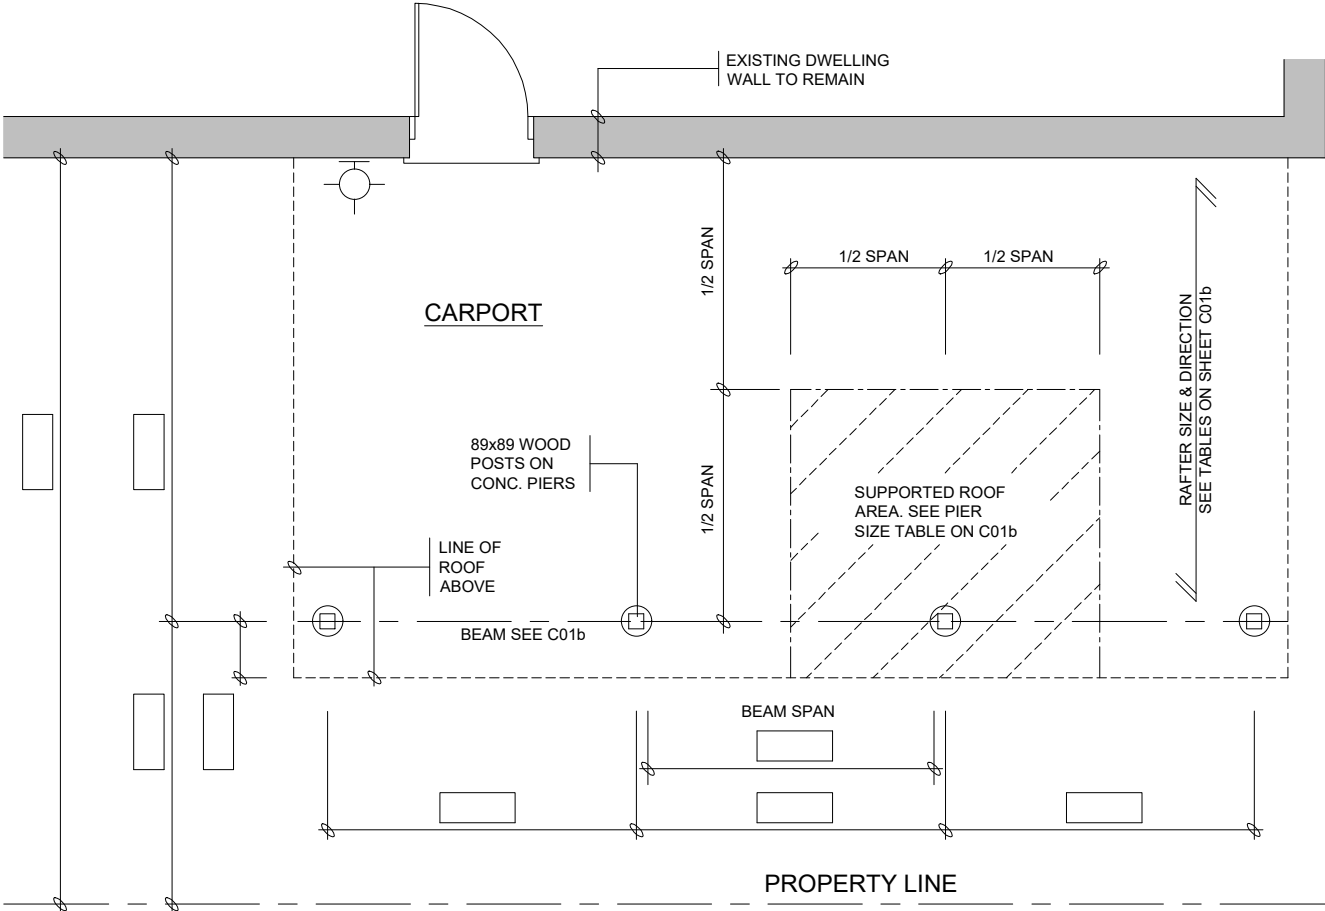 EXISTING DWELLING
WALL TO REMAIN
1/2 SPAN
1/2 SPAN
1/2 SPAN
CARPORT
RAFTER SIZE & DIRECTION
SEE TABLES ON SHEET C01b
89x89 WOOD
POSTS ON
CONC. PIERS
1/2 SPAN
SUPPORTED ROOF
AREA. SEE PIER
SIZE TABLE ON C01b
LINE OF
ROOF
ABOVE
BEAM SEE C01b
BEAM SPAN
PROPERTY LINE